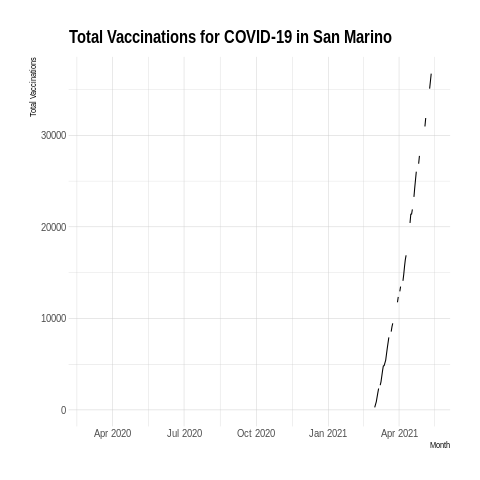 Total Vaccinations for COVID-19 in San Marino
Total Vaccinations
30000
20000
10000
0
Apr 2020 Jul 2020 Oct 2020 Jan 2021 Apr 2021
Month